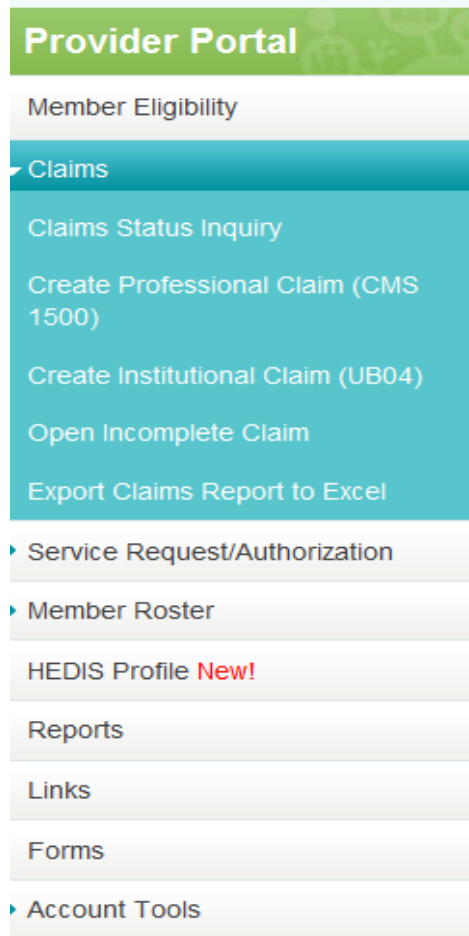 Provider Portal
Member Eligibility
Claims
Claims Status Inquiry
Create Professional Claim (CMS
1500)
Create Institutional Claim (UB04)
Open Incomplete Claim
Export Claims Report to Excel
Service Request/Authorization
Member Roster
HEDIS Profile New!
Reports
Links
Forms
Account Tools